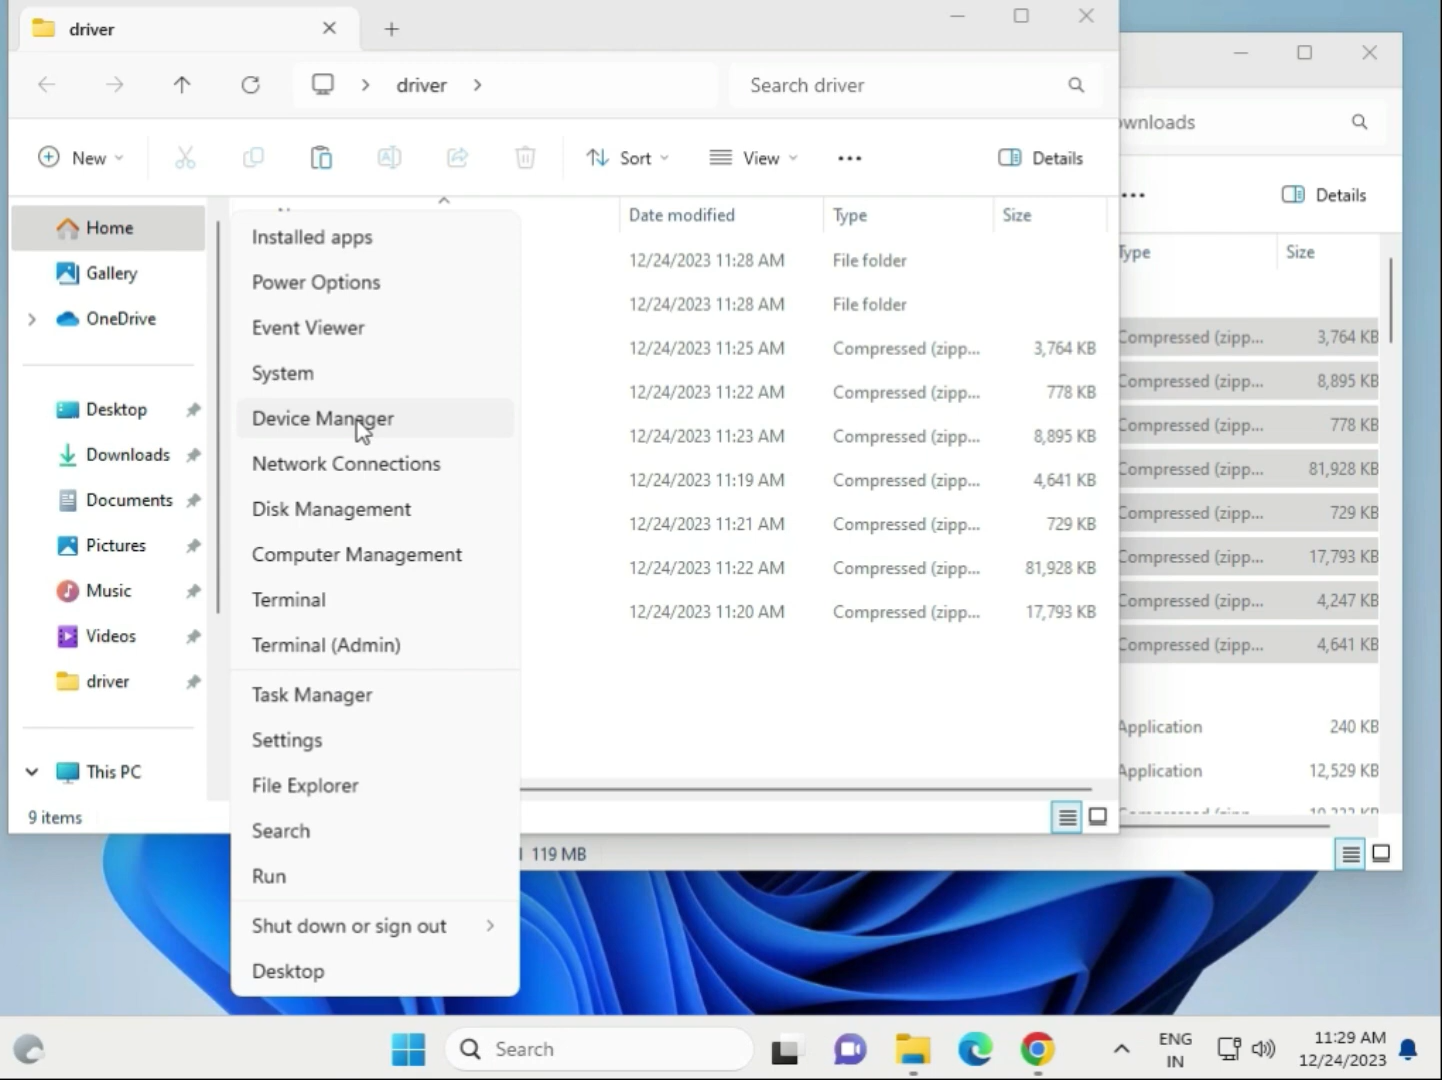 driver
driver
Search driver
New
Sort
View
Details
Home
Gallery
OneDrive
Desktop
Downloads
Documents
Pictures
Music
Videos
driver
This PC
9 items
Date modified Type Size
12/24/2023 11:28 AM File folder
12/24/2023 11:28 AM File folder
12/24/2023 11:25 AM Compressed (zipp... 3,764 KB
12/24/2023 11:22 AM Compressed (zipp... 778 KB
12/24/2023 11:23 AM Compressed (zipp... 8,895 KB
12/24/2023 11:19 AM Compressed (zipp... 4,641 KB
12/24/2023 11:21 AM Compressed (zipp... 729 KB
12/24/2023 11:22 AM Compressed (zipp... 81,928 KB
12/24/2023 11:20 AM Compressed (zipp... 17,793 KB
Installed apps
Power Options
Event Viewer
System
Device Manager
Network Connections
Disk Management
Computer Management
Terminal
Terminal (Admin)
Task Manager
Settings
File Explorer
Search
Run
Shut down or sign out
Desktop
ownloads
Details
Type Size
Compressed (zipp... 3,764 KB
Compressed (zipp... 8,895 KB
Compressed (zipp... 778 KB
Compressed (zipp... 81,928 KB
Compressed (zipp... 729 KB
Compressed (zipp... 17,793 KB
Compressed (zipp... 4,247 KB
Compressed (zipp... 4,641 KB
Application 240 KB
Application 12,529 KB
119 MB
Search
ENG
IN
11:29 AM
12/24/2023